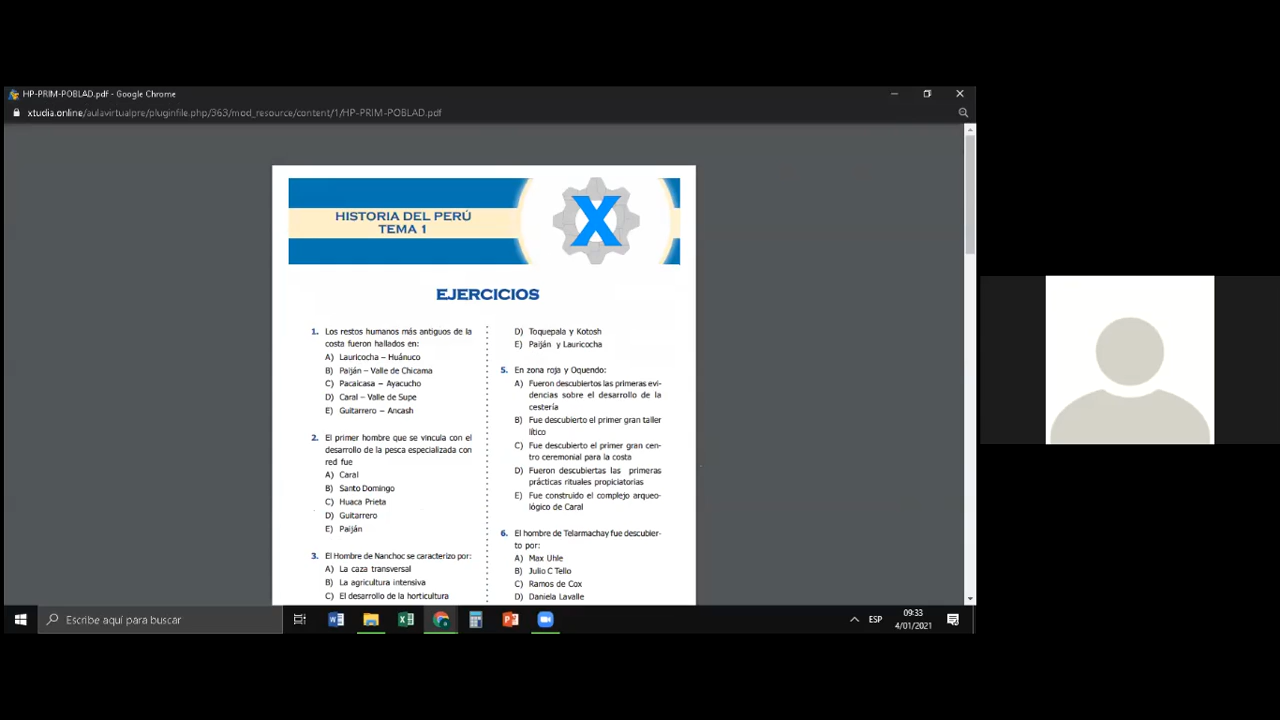 HP-PRIM-POBLAD.pdf - Google Chrome
xtudia.online/aulavirtualpre/pluginfile.php/363/mod_resource/content/1/HP-PRIM-POBLAD.pdf
HISTORIA DEL PERÚ
TEMA 1
X
EJERCICIOS
1. Los restos humanos más antiguos de la
costa fueron hallados en:
A) Lauricocha – Huánuco
B) Paiján – Valle de Chicama
C) Pacaicasa – Ayacucho
D) Caral – Valle de Supe
E) Guitarrero – Ancash
2. El primer hombre que se vincula con el
desarrollo de la pesca especializada con
red fue
A) Caral
B) Santo Domingo
C) Huaca Prieta
D) Guitarrero
E) Paiján
3. El Hombre de Nanchoc se caracterizo por:
A) La caza transversal
B) La agricultura intensiva
C) El desarrollo de la horticultura
D) Toquepala y Kotosh
E) Paiján y Lauricocha
5. En zona roja y Oquendo:
A) Fueron descubiertos las primeras evi-
dencias sobre el desarrollo de la
cestería
B) Fue descubierto el primer gran taller
lítico
C) Fue descubierto el primer gran cen-
tro ceremonial para la costa
D) Fueron descubiertas las primeras
prácticas rituales propiciatorias
E) Fue construido el complejo arqueo-
lógico de Caral
6. El hombre de Telarmachay fue descubier-
to por:
A) Max Uhle
B) Julio C Tello
C) Ramos de Cox
D) Daniela Lavalle
Escribe aquí para buscar
ESP
09:33
4/01/2021